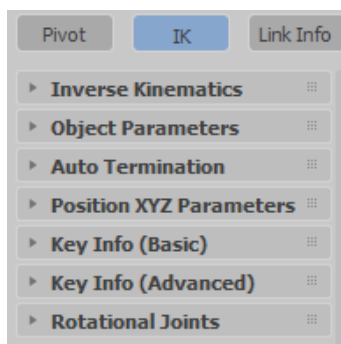 Pivot IK Link Info
Inverse Kinematics
Object Parameters
Auto Termination
Position XYZ Parameters
Key Info (Basic)
Key Info (Advanced)
Rotational Joints